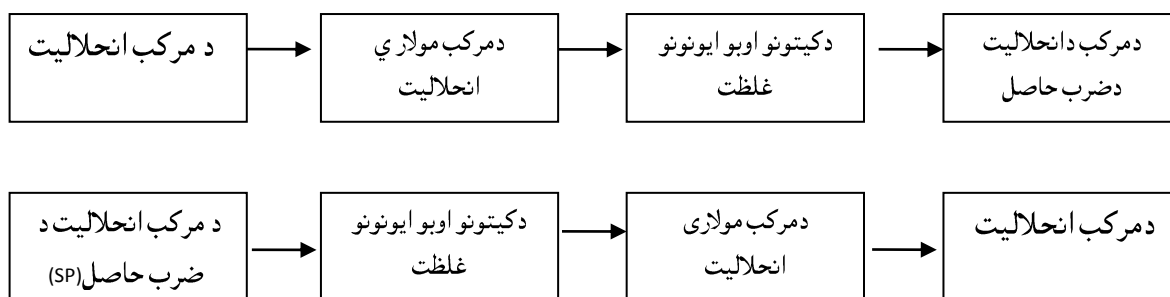 د مرکب انحلالیت
دمرکب مولاري
انحلالیت
دکیتونو اوبو ایونونو
غلظت
دمرکب دانحلالیت
دضرب حاصل
د مرکب انحلالیت د
ضرب حاصل(SP)
دکیتونو اوبو ایونونو
غلظت
دمرکب مولاری
انحلالیت
دمرکب انحلالیت